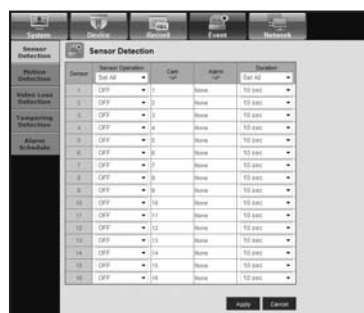 System Device Record Event Network
Sensor Detection
Motion Detection
Video Loss Detection
Tampering Detection
Alarm Schedule
Sensor Detection
Sensor Sensor Operation Cam Alarm Duration
Set All Set All
1 OFF 1 None 10 sec
2 OFF 2 None 10 sec
3 OFF 3 None 10 sec
4 OFF 4 None 10 sec
5 OFF 5 None 10 sec
6 OFF 6 None 10 sec
7 OFF 7 None 10 sec
8 OFF 8 None 10 sec
9 OFF 9 None 10 sec
10 OFF 10 None 10 sec
11 OFF 11 None 10 sec
12 OFF 12 None 10 sec
13 OFF 13 None 10 sec
14 OFF 14 None 10 sec
15 OFF 15 None 10 sec
16 OFF 16 None 10 sec
Apply Cancel